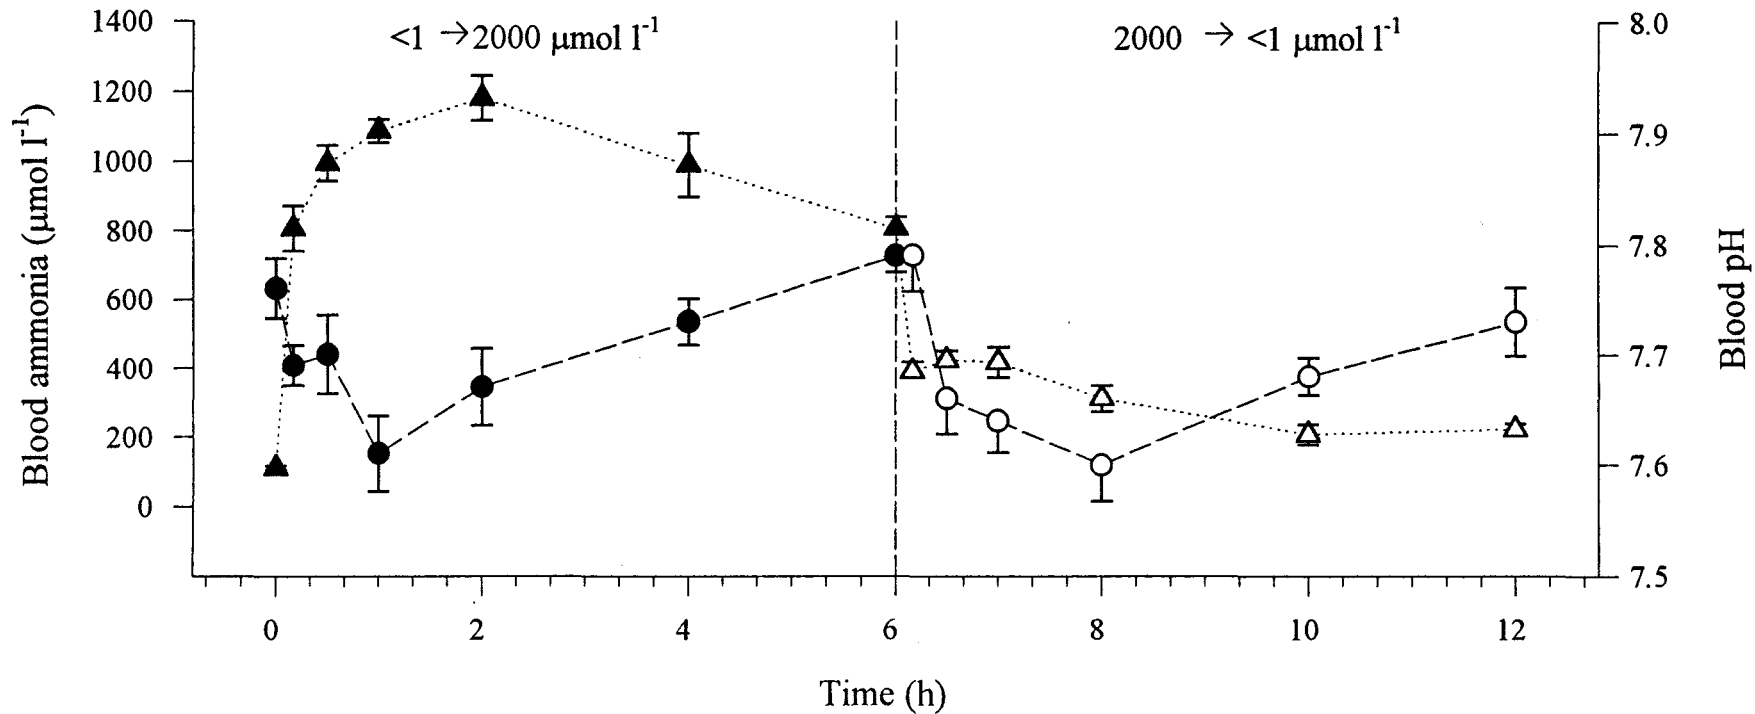 <1 →2000 μmol l⁻¹
2000 → <1 μmol l⁻¹
Blood ammonia (μmol l⁻¹)
1400
1200
1000
800
600
400
200
0
8.0
7.9
7.8
7.7
7.6
7.5
Blood pH
0 2 4 6 8 10 12
Time (h)